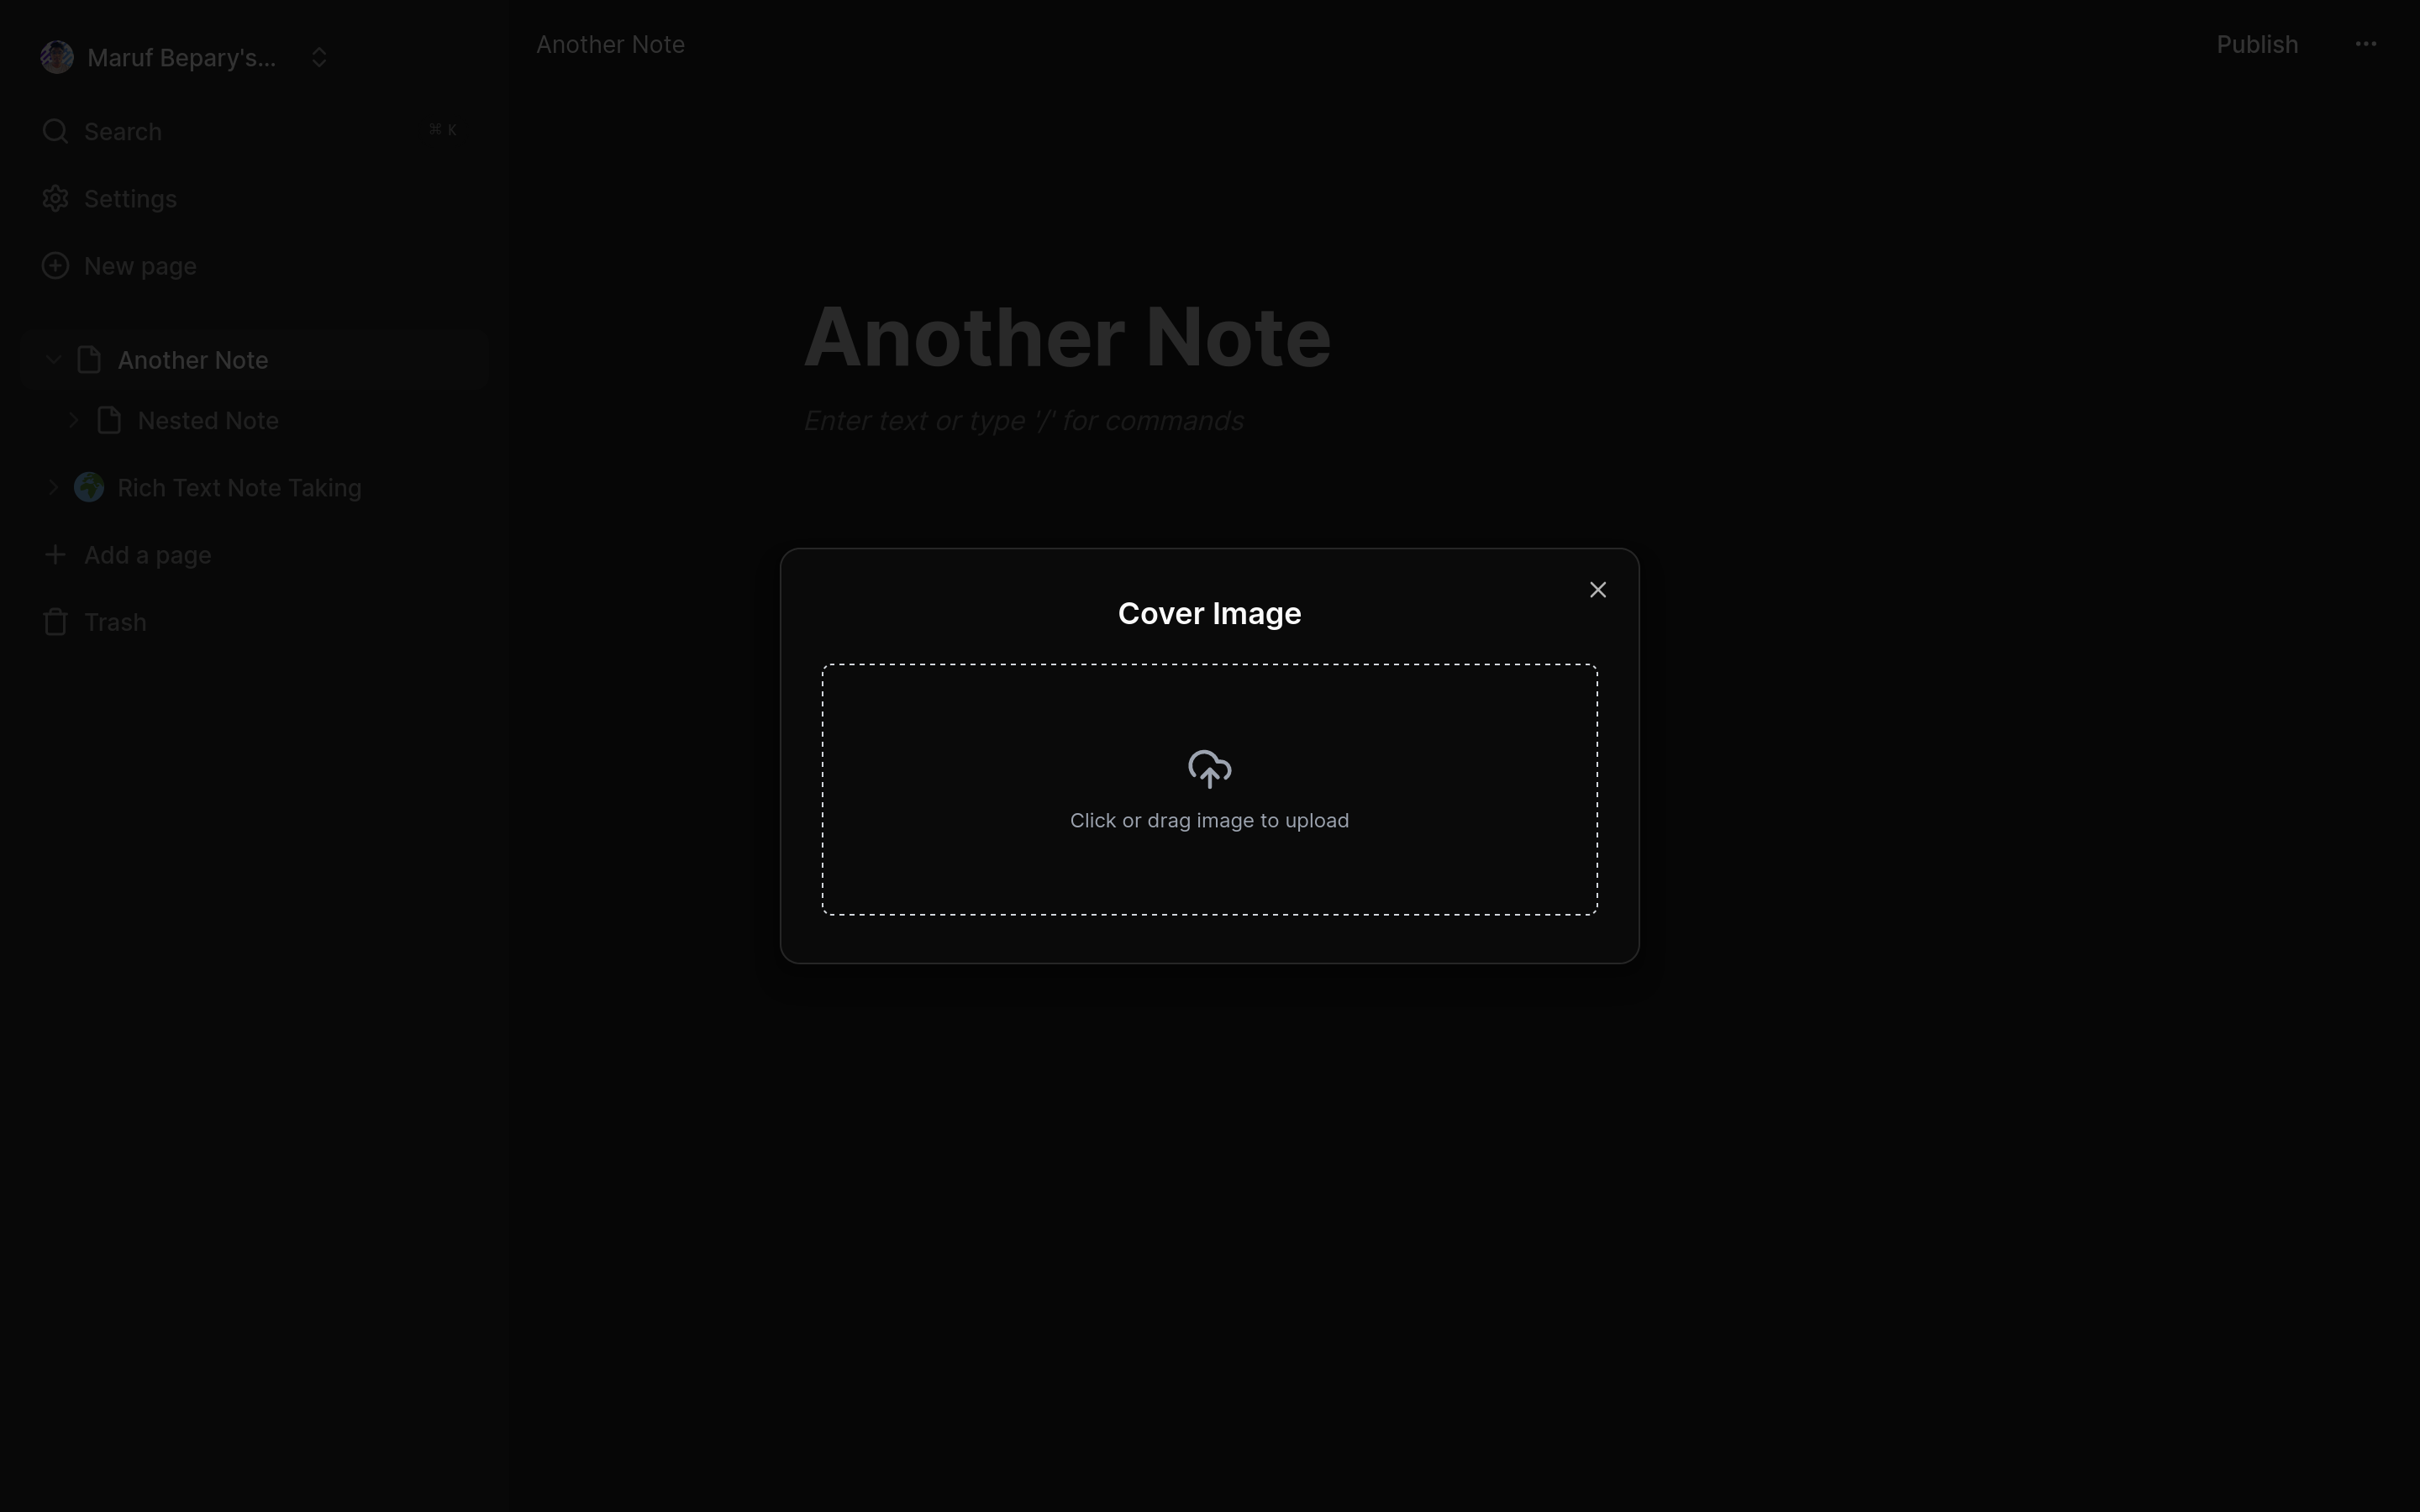 Maruf Bepary's...
Search ⌘ K
Settings
New page
Another Note
Nested Note
Rich Text Note Taking
Add a page
Trash
Another Note
Publish
Another Note
Enter text or type '/' for commands
Cover Image
Click or drag image to upload